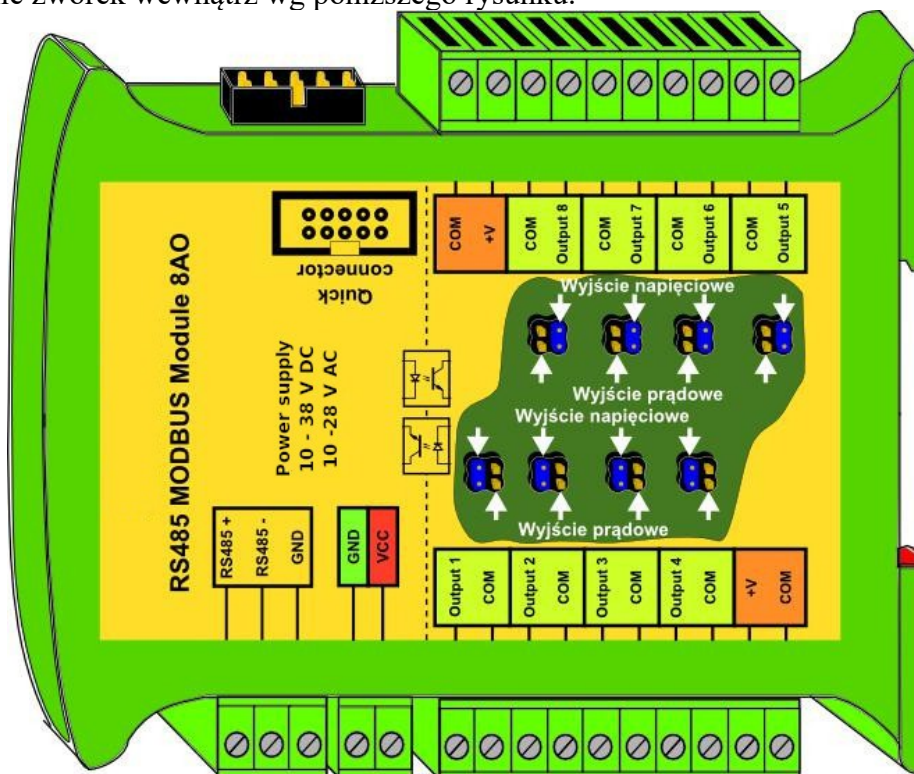 nie zworek wewnątrz wg poniższego rysunku.
RS485 MODBUS Module 8AO
Quick
connector
Power supply
10 - 38 V DC
10 -28 V AC
RS485 +
RS485 -
GND
GND
VCC
COM
+V
COM
Output 8
COM
Output 7
COM
Output 6
COM
Output 5
Wyjście napięciowe
Wyjście prądowe
Wyjście napięciowe
Wyjście prądowe
Output 1
COM
Output 2
COM
Output 3
COM
Output 4
COM
+V
COM